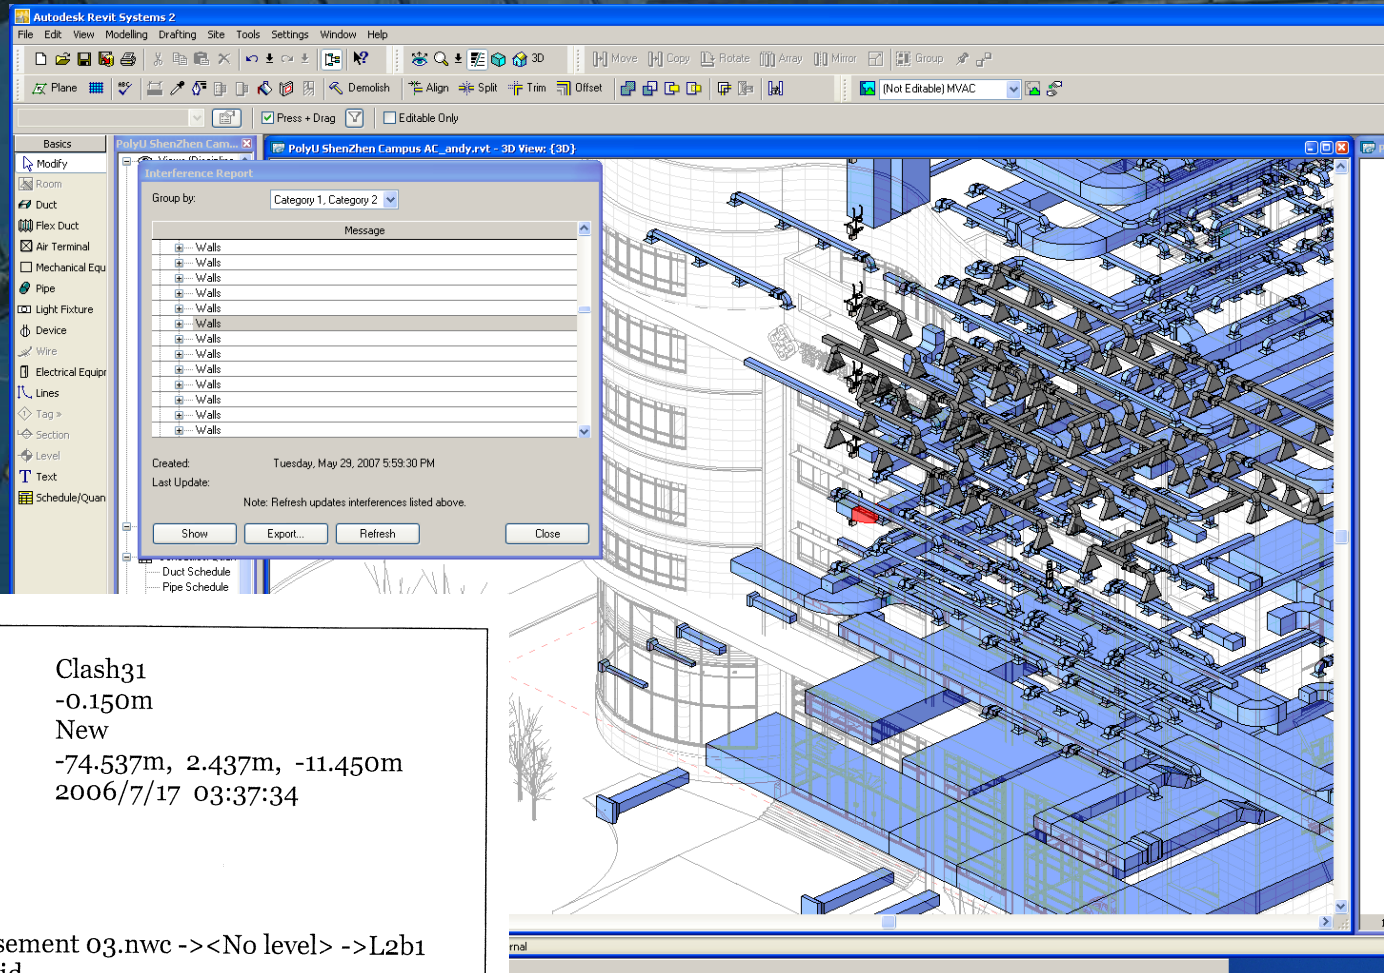 Autodesk Revit Systems 2
File Edit View Modelling Drafting Site Tools Settings Window Help
3D Move Copy Rotate Array Mirror Group
Plane Demolish Align Split Trim Offset (Not Editable) MVAC
Press + Drag Editable Only
Basics
Modify
Room
Duct
Flex Duct
Air Terminal
Mechanical Equ
Pipe
Light Fixture
Device
Wire
Electrical Equipr
Lines
Tag »
Section
Level
Text
Schedule/Quan
PolyU ShenZhen Cam...
PolyU ShenZhen Campus AC_andy.rvt - 3D View: {3D}
Interference Report
Group by: Category 1, Category 2
Message
Walls
Walls
Walls
Walls
Walls
Walls
Walls
Walls
Walls
Walls
Walls
Walls
Walls
Created: Tuesday, May 29, 2007 5:59:30 PM
Last Update:
Note: Refresh updates interferences listed above.
Show Export... Refresh Close
Duct Schedule
Pipe Schedule
Clash31
-0.150m
New
-74.537m, 2.437m, -11.450m
2006/7/17 03:37:34
sement 03.nwc -><No level> ->L2b1
id
rnal